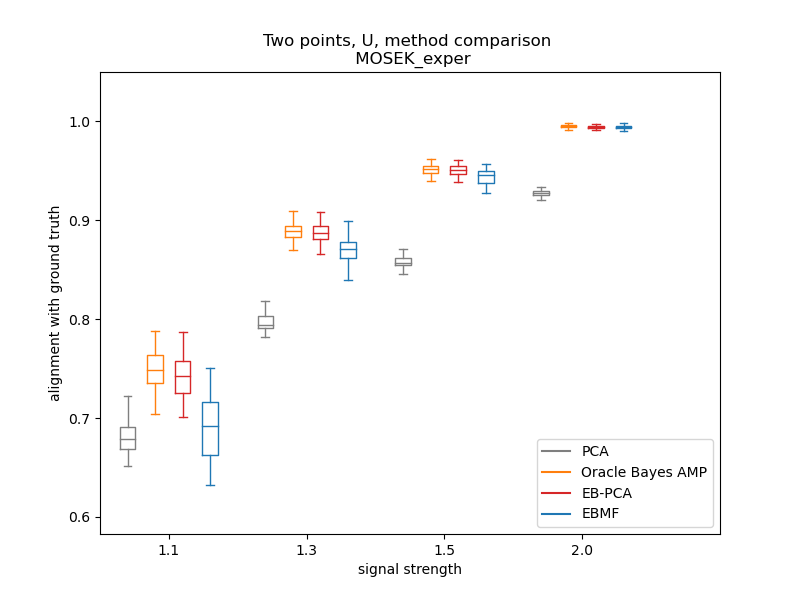 Two points, U, method comparison
MOSEK_exper
alignment with ground truth
1.0
0.9
0.8
0.7
0.6
PCA
Oracle Bayes AMP
EB-PCA
EBMF
1.1 1.3 1.5 2.0
signal strength